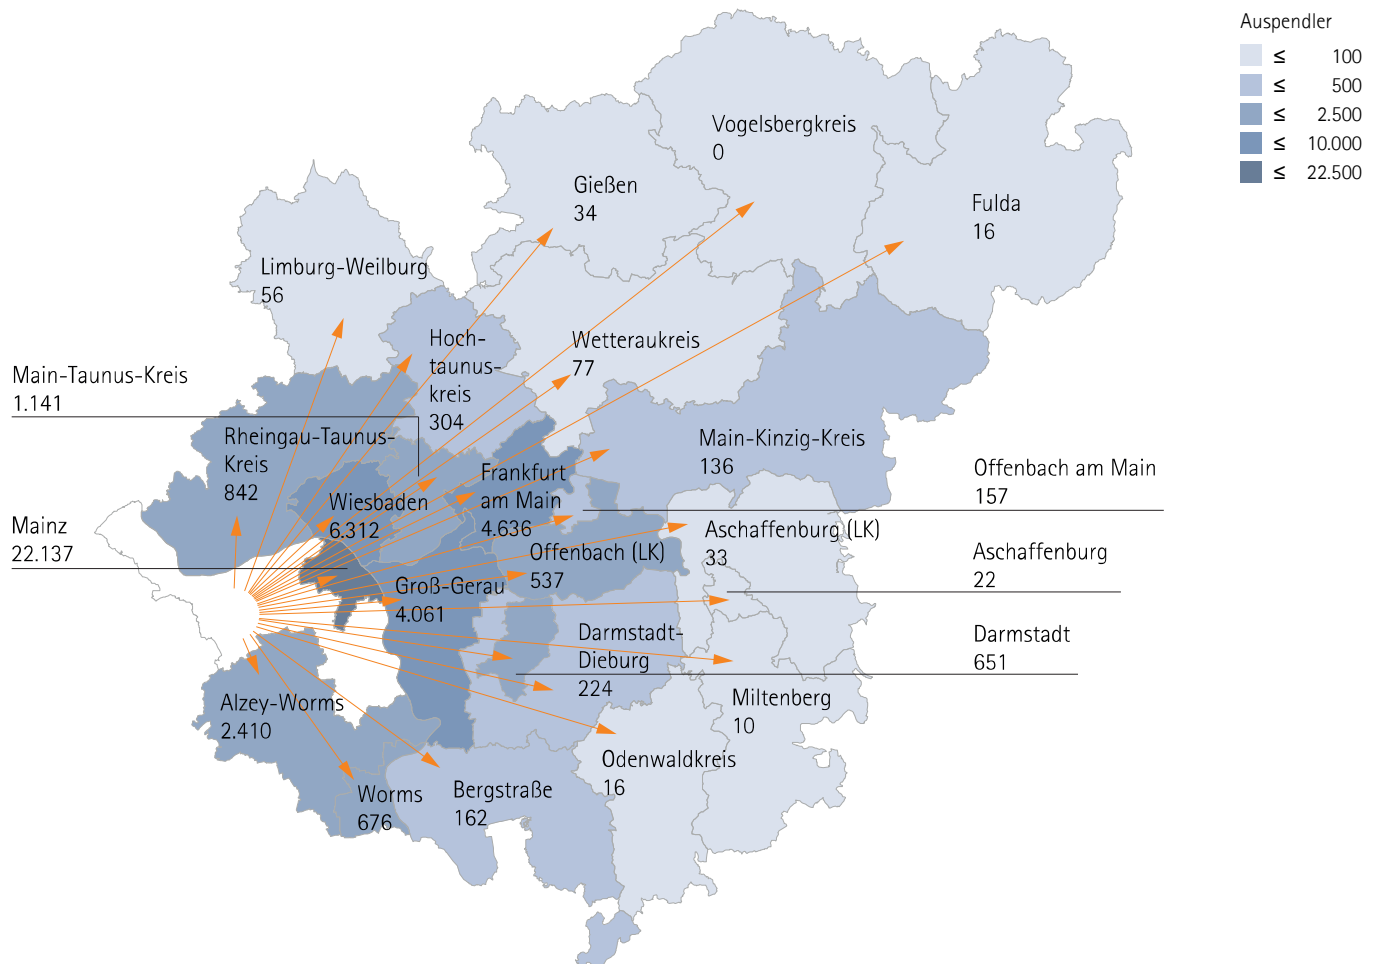 Auspendler
≤ 100
≤ 500
≤ 2.500
≤ 10.000
≤ 22.500
Vogelsbergkreis
0
Gießen
34
Fulda
16
Limburg-Weilburg
56
Hoch-
taunus-
kreis
304
Wetteraukreis
77
Main-Taunus-Kreis
1.141
Rheingau-Taunus-
Kreis
842
Main-Kinzig-Kreis
136
Offenbach am Main
157
Frankfurt
am Main
4.636
Wiesbaden
6.312
Mainz
22.137
Aschaffenburg (LK)
33
Offenbach (LK)
537
Aschaffenburg
22
Groß-Gerau
4.061
Darmstadt-
Dieburg
224
Darmstadt
651
Alzey-Worms
2.410
Miltenberg
10
Odenwaldkreis
16
Worms
676
Bergstraße
162